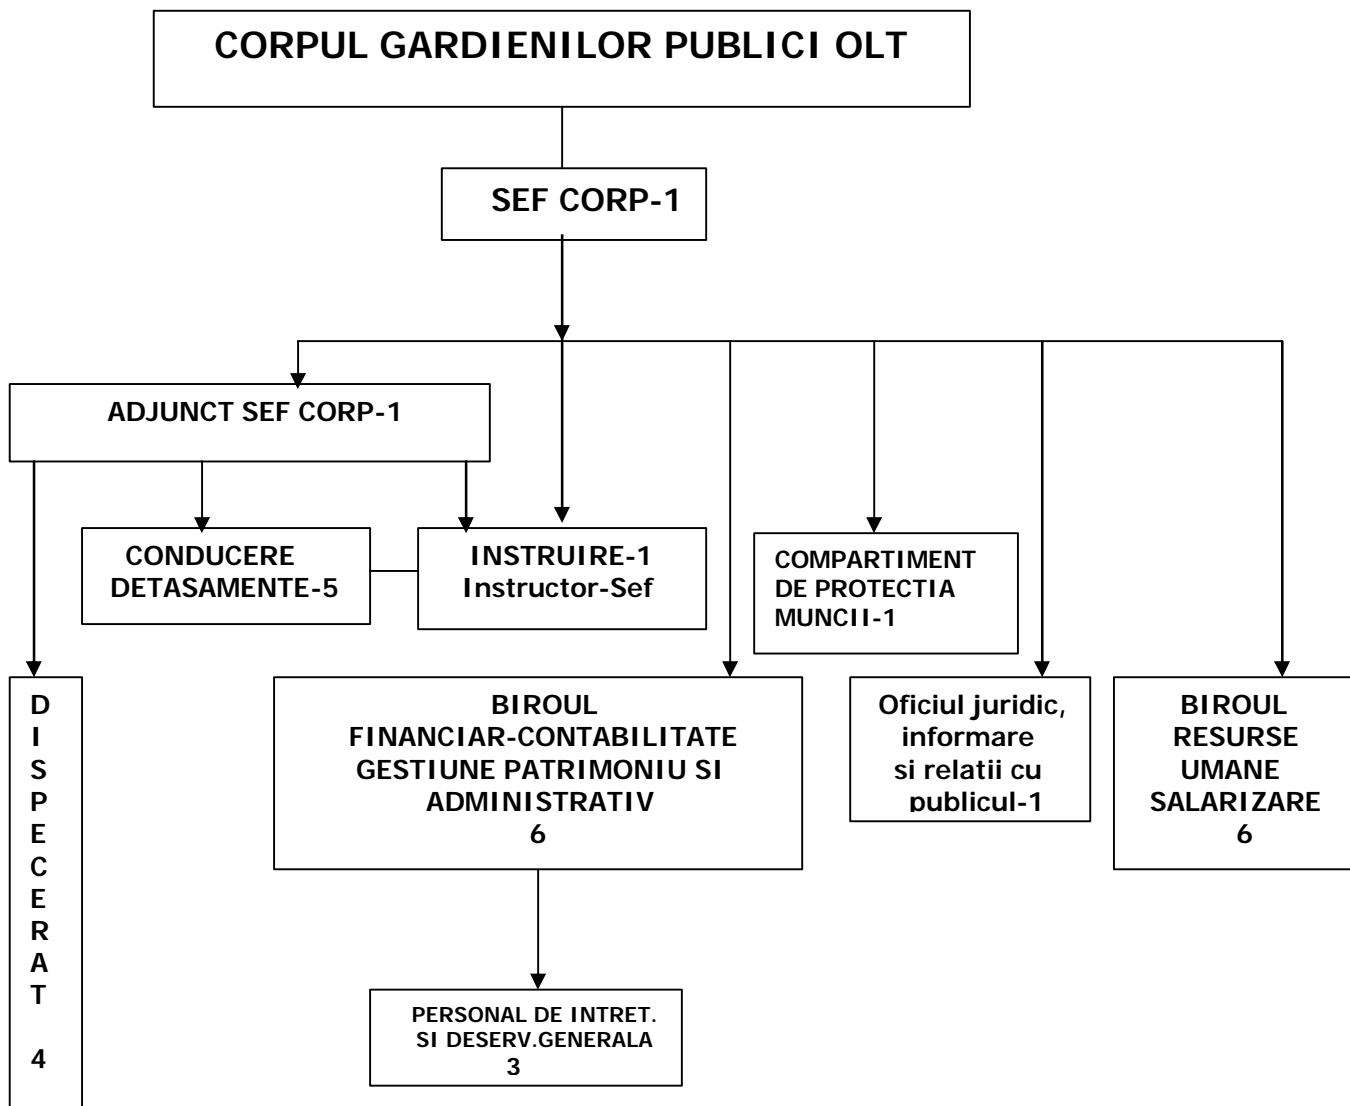 CORPUL GARDIENILOR PUBLICI OLT
SEF CORP-1
ADJUNCT SEF CORP-1
CONDUCERE
DETASAMENTE-5
INSTRUIRE-1
Instructor-Sef
COMPARTIMENT
DE PROTECTIA
MUNCII-1
D
I
S
P
E
C
E
R
A
T
4
BIROUL
FINANCIAR-CONTABILITATE
GESTIUNE PATRIMONIU SI
ADMINISTRATIV
6
Oficiul juridic,
informare
si relatii cu
publicul-1
BIROUL
RESURSE
UMANE
SALARIZARE
6
PERSONAL DE INTRET.
SI DESERV.GENERALA
3